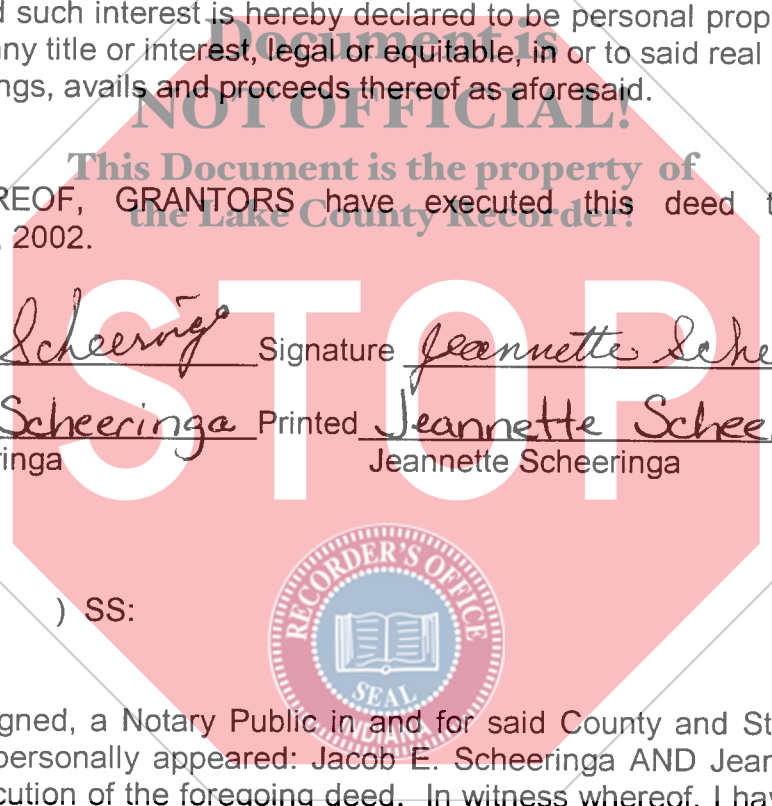 d such interest is hereby declared to be personal prop
Document is
any title or interest, legal or equitable, in or to said real
ngs, avails and proceeds thereof as aforesaid.
NOT OFFICIAL!
This Document is the property of
REOF, GRANTORS have executed this deed t
the Lake County Recorder!
, 2002.
STOP
Scheeringa Signature Jeannette Sche
Scheeringa Printed Jeannette Schee
ringa Jeannette Scheeringa
RECORDER'S OFFICE
) SS:
SEAL
INDIANA
gned, a Notary Public in and for said County and St
personally appeared: Jacob E. Scheeringa AND Jean
cution of the foregoing deed. In witness whereof, I hav